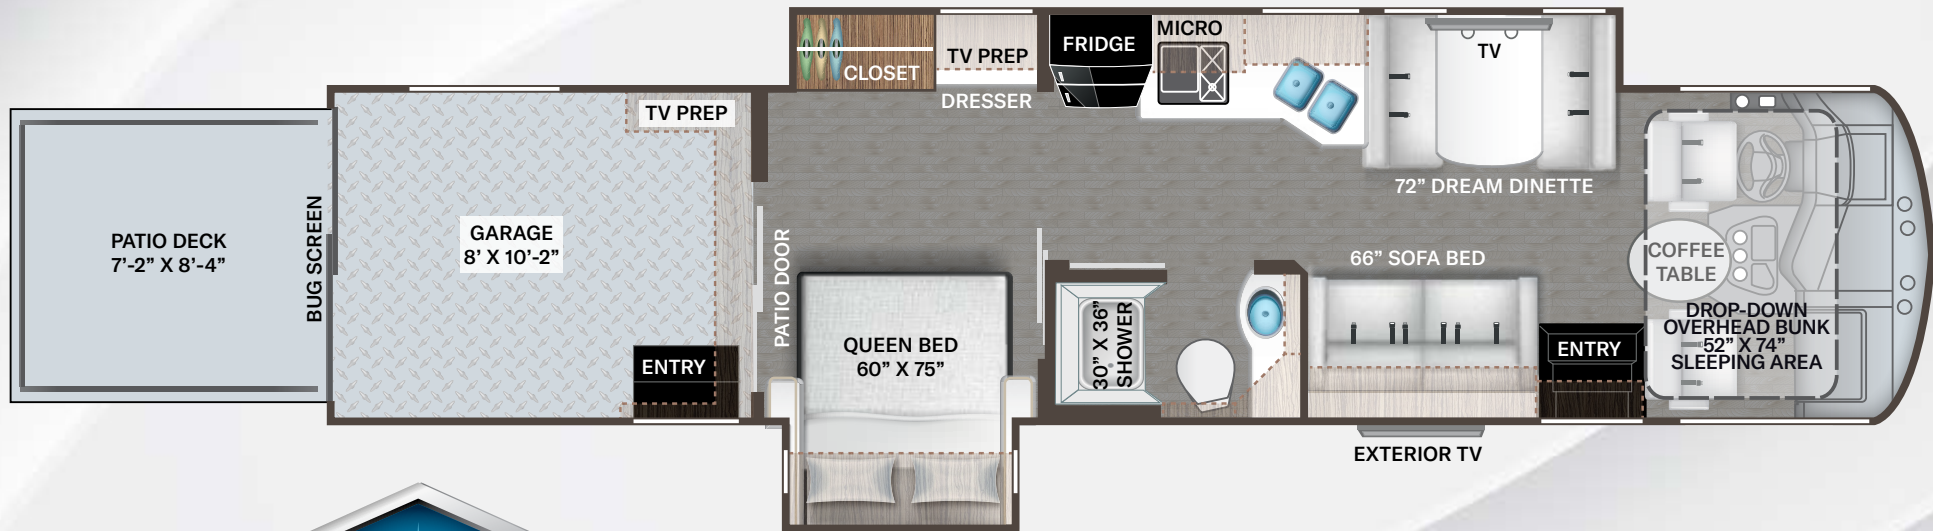 CLOSET
TV PREP
DRESSER
FRIDGE
MICRO
TV
72” DREAM DINETTE
TV PREP
PATIO DECK
7’-2” X 8’-4”
BUG SCREEN
GARAGE
8’ X 10’-2”
ENTRY
PATIO DOOR
QUEEN BED
60” X 75”
30” X 36”
SHOWER
66” SOFA BED
ENTRY
EXTERIOR TV
COFFEE
TABLE
DROP-DOWN
OVERHEAD BUNK
52” X 74”
SLEEPING AREA